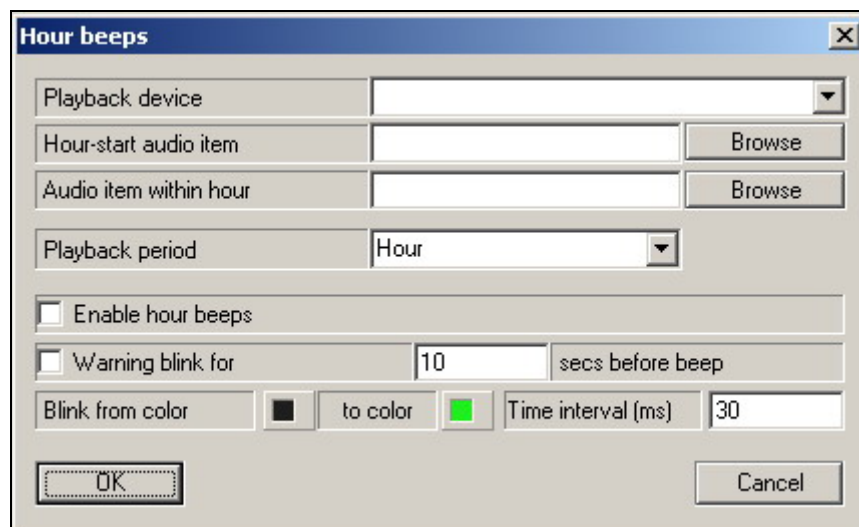 Hour beeps
Playback device
Hour-start audio item Browse
Audio item within hour Browse
Playback period Hour
Enable hour beeps
Warning blink for 10 secs before beep
Blink from color to color Time interval (ms) 30
OK Cancel